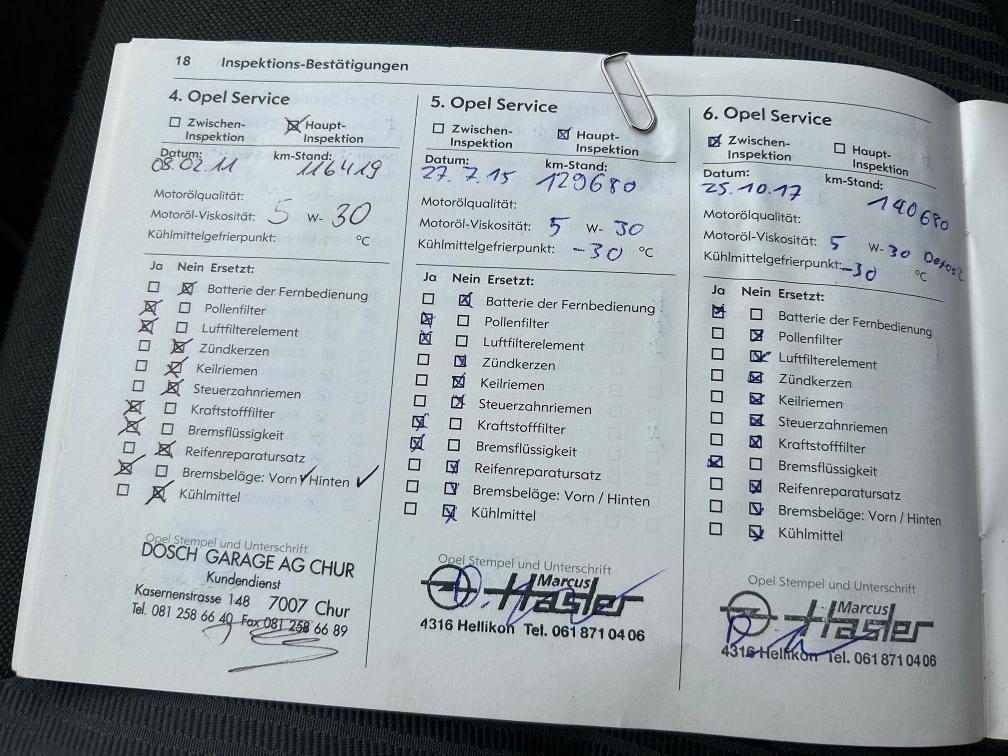 18 Inspektions-Bestätigungen
4. Opel Service
Zwischen-Inspektion
Haupt-Inspektion
Datum: 08.02.11
km-Stand: 116419
Motorölqualität:
Motoröl-Viskosität: 5 W- 30
Kühlmittelgefrierpunkt: °C
Ja Nein Ersetzt:
Batterie der Fernbedienung
Pollenfilter
Luftfilterelement
Zündkerzen
Keilriemen
Steuerzahnriemen
Kraftstofffilter
Bremsflüssigkeit
Reifenreparatursatz
Bremsbeläge: Vorn / Hinten
Kühlmittel
Opel Stempel und Unterschrift
DOSCH GARAGE AG CHUR
Kundendienst
Kasernenstrasse 148 7007 Chur
Tel. 081 258 66 40 Fax 081 258 66 89
5. Opel Service
Zwischen-Inspektion
Haupt-Inspektion
Datum: 27.7.15
km-Stand: 129680
Motorölqualität:
Motoröl-Viskosität: 5 W- 30
Kühlmittelgefrierpunkt: -30 °C
Ja Nein Ersetzt:
Batterie der Fernbedienung
Pollenfilter
Luftfilterelement
Zündkerzen
Keilriemen
Steuerzahnriemen
Kraftstofffilter
Bremsflüssigkeit
Reifenreparatursatz
Bremsbeläge: Vorn / Hinten
Kühlmittel
Opel Stempel und Unterschrift
Marcus
Hasler
4316 Hellikon Tel. 061 871 04 06
6. Opel Service
Zwischen-Inspektion
Haupt-Inspektion
Datum: 25.10.17
km-Stand: 140680
Motorölqualität:
Motoröl-Viskosität: 5 W- 30 Dexos2
Kühlmittelgefrierpunkt: -30 °C
Ja Nein Ersetzt:
Batterie der Fernbedienung
Pollenfilter
Luftfilterelement
Zündkerzen
Keilriemen
Steuerzahnriemen
Kraftstofffilter
Bremsflüssigkeit
Reifenreparatursatz
Bremsbeläge: Vorn / Hinten
Kühlmittel
Opel Stempel und Unterschrift
Marcus
Hasler
4316 Hellikon Tel. 061 871 04 06